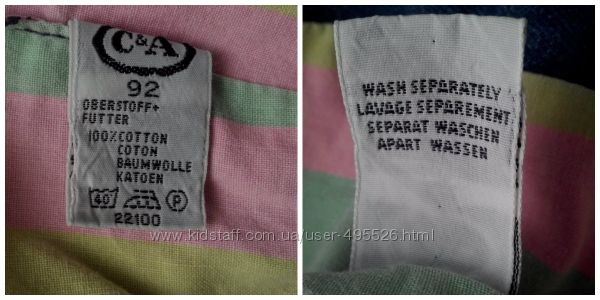 C&A
92
OBERSTOFF+
FUTTER
100%COTTON
COTON
BAUMWOLLE
KATOEN
40 P
22100
WASH SEPARATELY
LAVAGE SEPAREMENT
SEPARAT WASCHEN
APART WASSEN
www.kidstaff.com.ua/user-495526.html